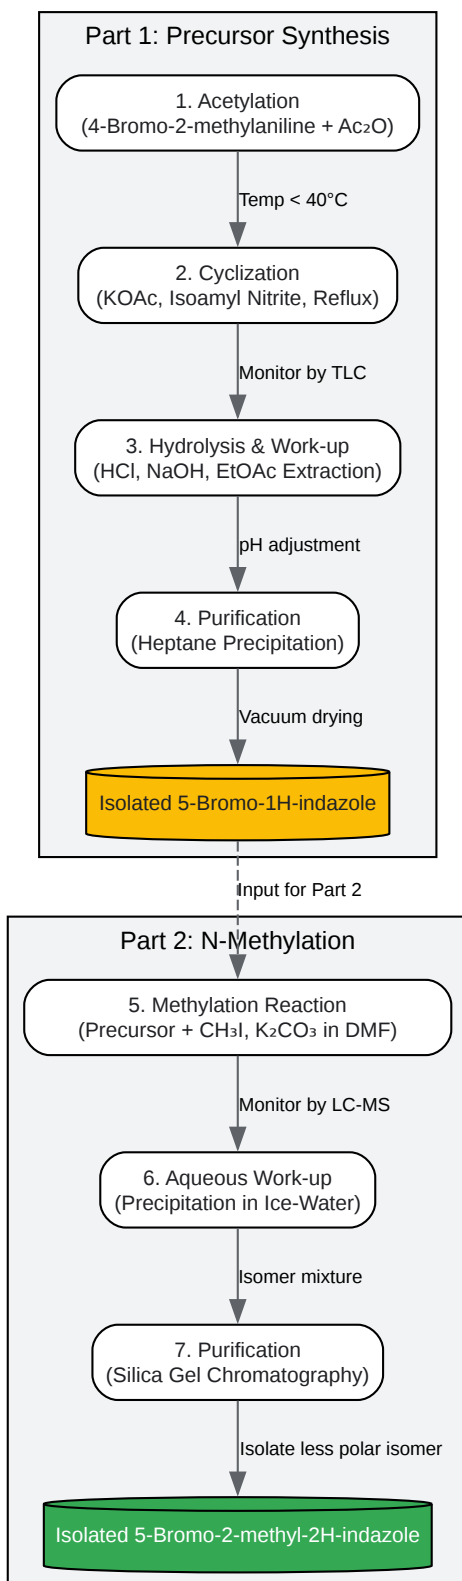 Part 1: Precursor Synthesis
1. Acetylation
(4-Bromo-2-methylaniline + Ac₂O)
Temp < 40°C
2. Cyclization
(KOAc, Isoamyl Nitrite, Reflux)
Monitor by TLC
3. Hydrolysis & Work-up
(HCl, NaOH, EtOAc Extraction)
pH adjustment
4. Purification
(Heptane Precipitation)
Vacuum drying
Isolated 5-Bromo-1H-indazole
Input for Part 2
Part 2: N-Methylation
5. Methylation Reaction
(Precursor + CH₃I, K₂CO₃ in DMF)
Monitor by LC-MS
6. Aqueous Work-up
(Precipitation in Ice-Water)
Isomer mixture
7. Purification
(Silica Gel Chromatography)
Isolate less polar isomer
Isolated 5-Bromo-2-methyl-2H-indazole